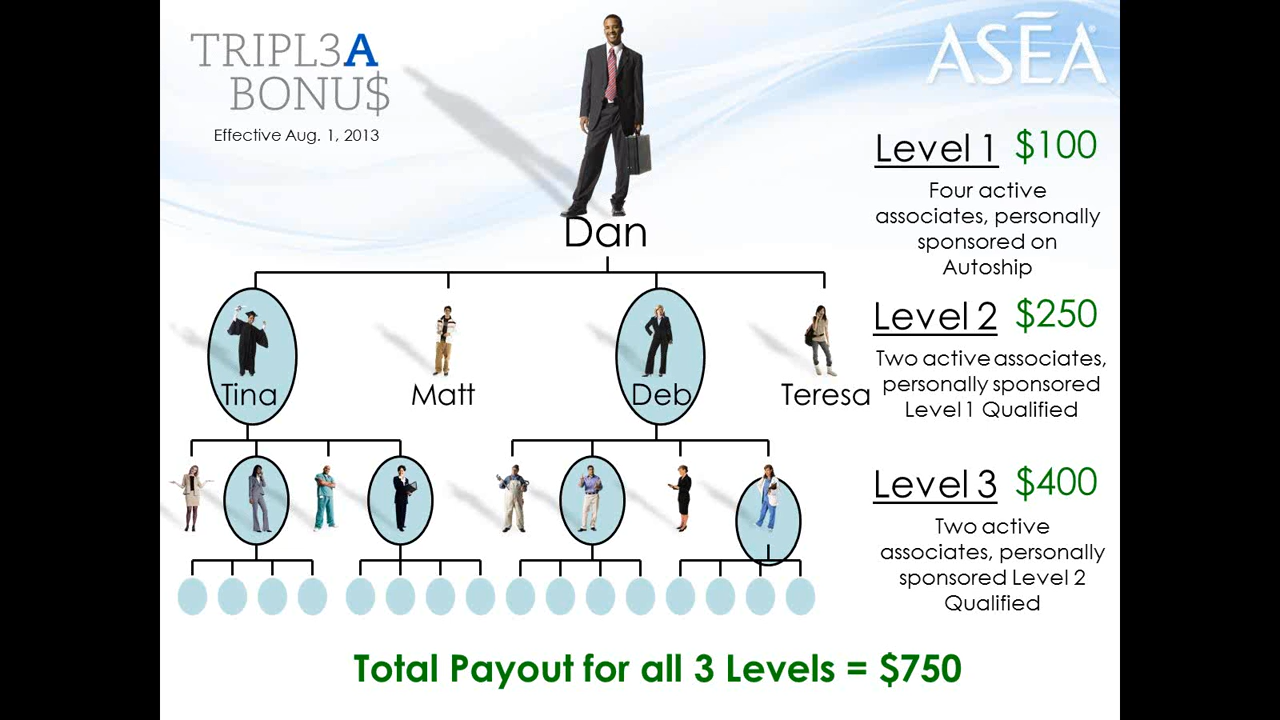 TRIPL3A
BONU$
Effective Aug. 1, 2013
ASEA
Dan
Level 1 $100
Four active
associates, personally
sponsored on
Autoship
Level 2 $250
Two active associates,
personally sponsored
Level 1 Qualified
Tina
Matt
Deb
Teresa
Level 3 $400
Two active
associates, personally
sponsored Level 2
Qualified
Total Payout for all 3 Levels = $750